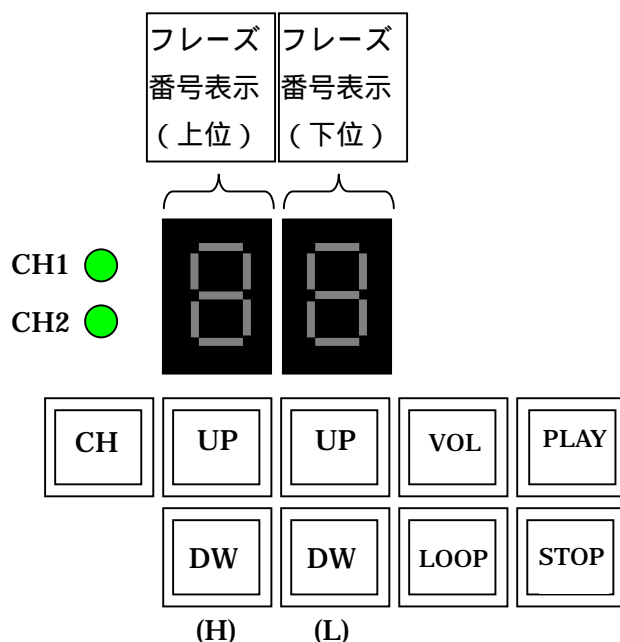 フレーズ
番号表示
(上位)
フレーズ
番号表示
(下位)
CH1
CH2
88
CH UP UP VOL PLAY
DW DW LOOP STOP
(H) (L)